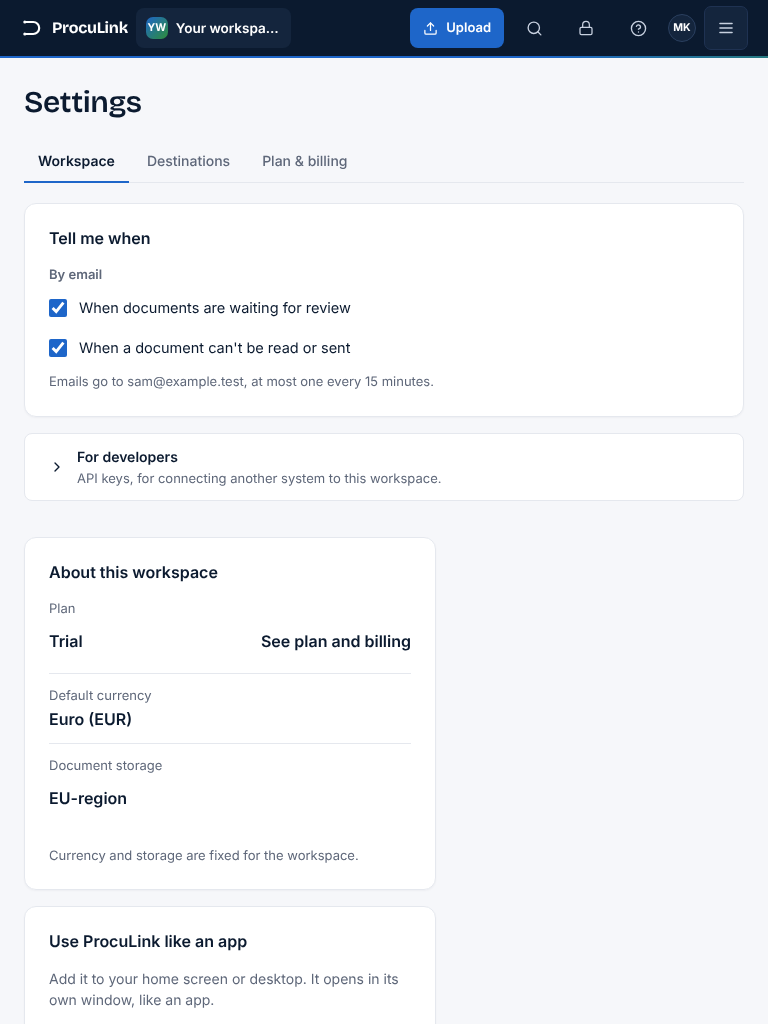 ProcuLink
YW
Your workspa...
Upload
MK
Settings
Workspace
Destinations
Plan & billing
Tell me when
By email
When documents are waiting for review
When a document can't be read or sent
Emails go to sam@example.test, at most one every 15 minutes.
For developers
API keys, for connecting another system to this workspace.
About this workspace
Plan
Trial
See plan and billing
Default currency
Euro (EUR)
Document storage
EU-region
Currency and storage are fixed for the workspace.
Use ProcuLink like an app
Add it to your home screen or desktop. It opens in its
own window, like an app.